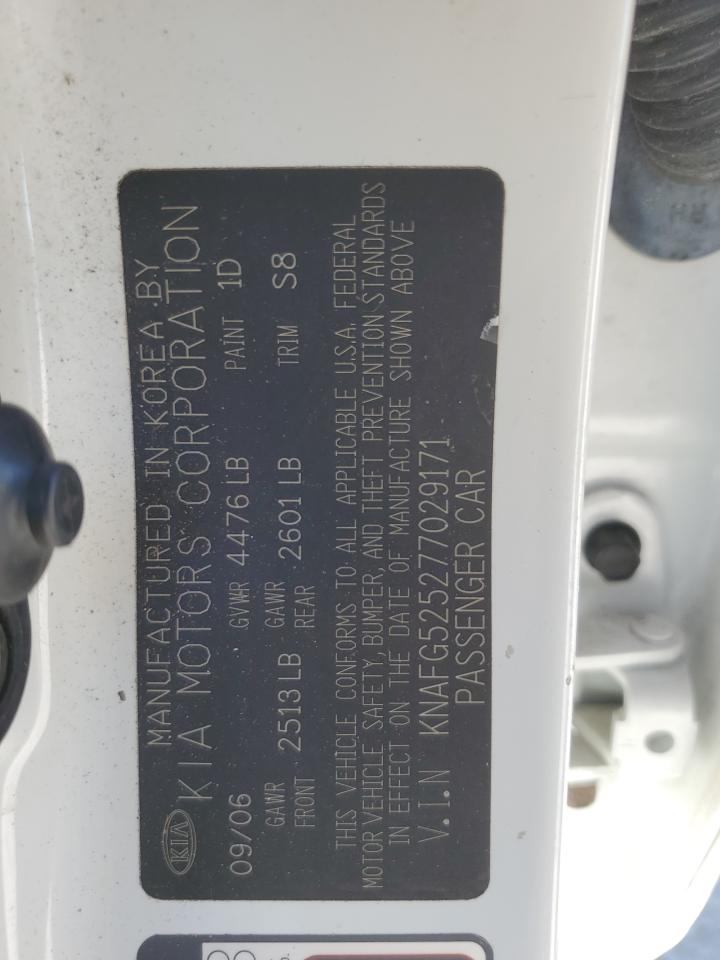 MANUFACTURED IN KOREA BY
KIA KIA MOTORS CORPORATION
09/06 GVWR 4476 LB PAINT 1D
GAWR FRONT 2513 LB GAWR REAR 2601 LB TRIM S8
THIS VEHICLE CONFORMS TO ALL APPLICABLE U.S.A. FEDERAL
MOTOR VEHICLE SAFETY, BUMPER, AND THEFT PREVENTION STANDARDS
IN EFFECT ON THE DATE OF MANUFACTURE SHOWN ABOVE
V.I.N KNAFG525277029171
PASSENGER CAR